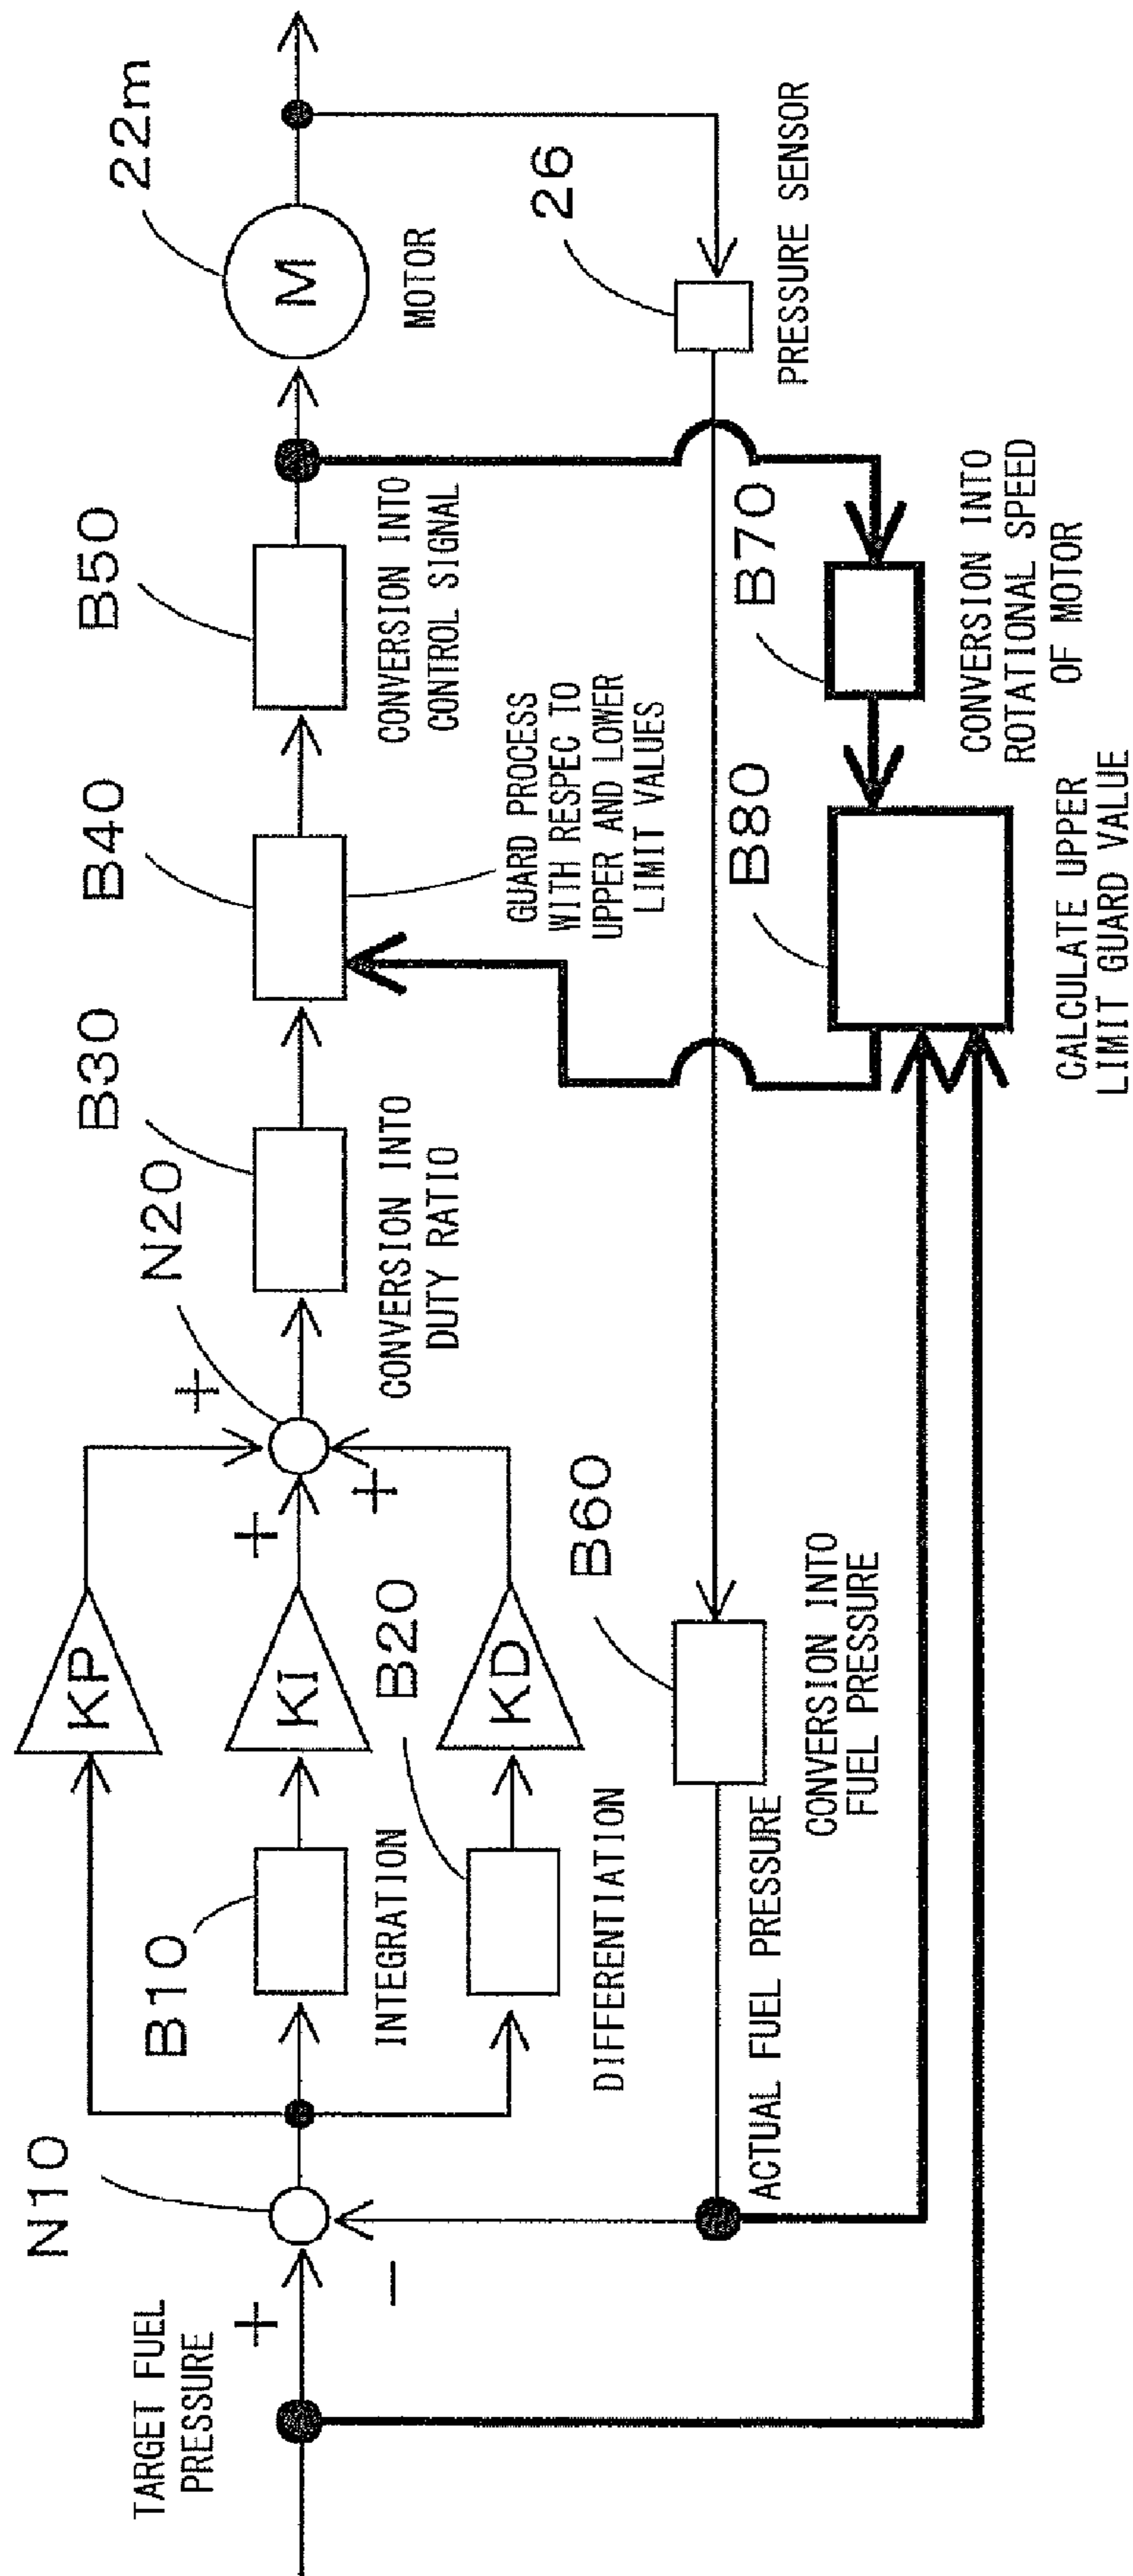 TARGET FUEL
PRESSURE
+
−
N10
B10
INTEGRATION
B20
DIFFERENTIATION
KP
KI
KD
+
+
+
N20
B30
CONVERSION INTO
DUTY RATIO
B40
GUARD PROCESS
WITH RESPEC TO
UPPER AND LOWER
LIMIT VALUES
B50
CONVERSION INTO
CONTROL SIGNAL
M
22m
MOTOR
26
PRESSURE SENSOR
B60
CONVERSION INTO
FUEL PRESSURE
ACTUAL FUEL PRESSURE
B70
CONVERSION INTO
ROTATIONAL SPEED
OF MOTOR
B80
CALCULATE UPPER
LIMIT GUARD VALUE